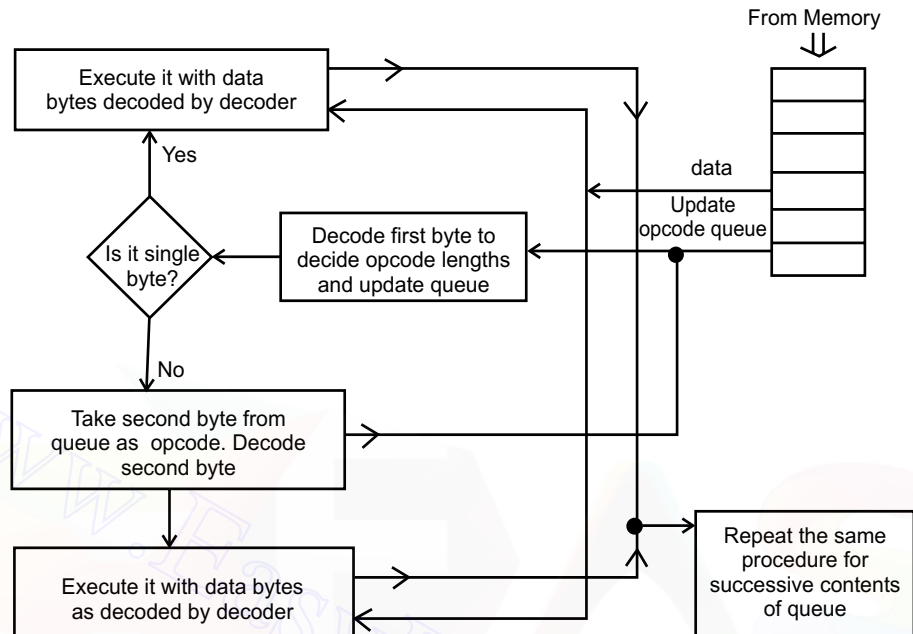 From Memory
Execute it with data
bytes decoded by decoder
Yes
data
Update
opcode queue
Is it single
byte?
Decode first byte to
decide opcode lengths
and update queue
No
Take second byte from
queue as opcode. Decode
second byte
Execute it with data bytes
as decoded by decoder
Repeat the same
procedure for
successive contents
of queue